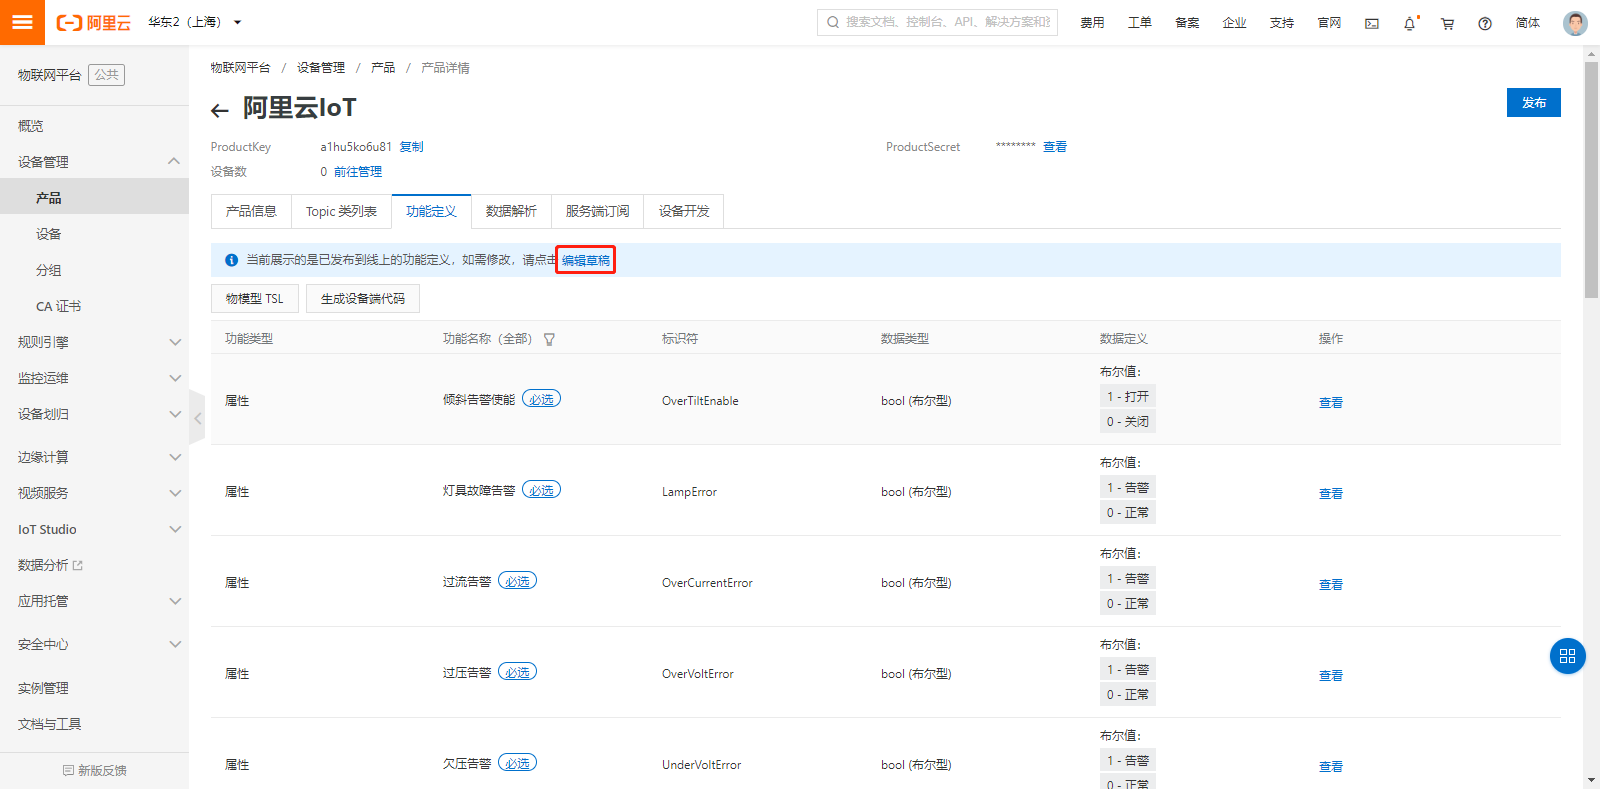 阿里云
华东2（上海）
搜索文档、控制台、API、解决方案和资
费用
工单
备案
企业
支持
官网
简体
物联网平台
公共
概览
设备管理
产品
设备
分组
CA 证书
规则引擎
监控运维
设备划归
边缘计算
视频服务
IoT Studio
数据分析
应用托管
安全中心
实例管理
文档与工具
新版反馈
物联网平台 / 设备管理 / 产品 / 产品详情
阿里云IoT
发布
ProductKey a1hu5ko6u81 复制
ProductSecret ******** 查看
设备数 0 前往管理
产品信息 Topic 类列表 功能定义 数据解析 服务端订阅 设备开发
当前展示的是已发布到线上的功能定义，如需修改，请点击 编辑草稿
物模型 TSL 生成设备端代码
功能类型 功能名称（全部） 标识符 数据类型 数据定义 操作
属性 倾斜告警使能 必选 OverTiltEnable bool (布尔型) 布尔值：
1 - 打开
0 - 关闭
查看
属性 灯具故障告警 必选 LampError bool (布尔型) 布尔值：
1 - 告警
0 - 正常
查看
属性 过流告警 必选 OverCurrentError bool (布尔型) 布尔值：
1 - 告警
0 - 正常
查看
属性 过压告警 必选 OverVoltError bool (布尔型) 布尔值：
1 - 告警
0 - 正常
查看
属性 欠压告警 必选 UnderVoltError bool (布尔型) 布尔值：
1 - 告警
0 - 正常
查看